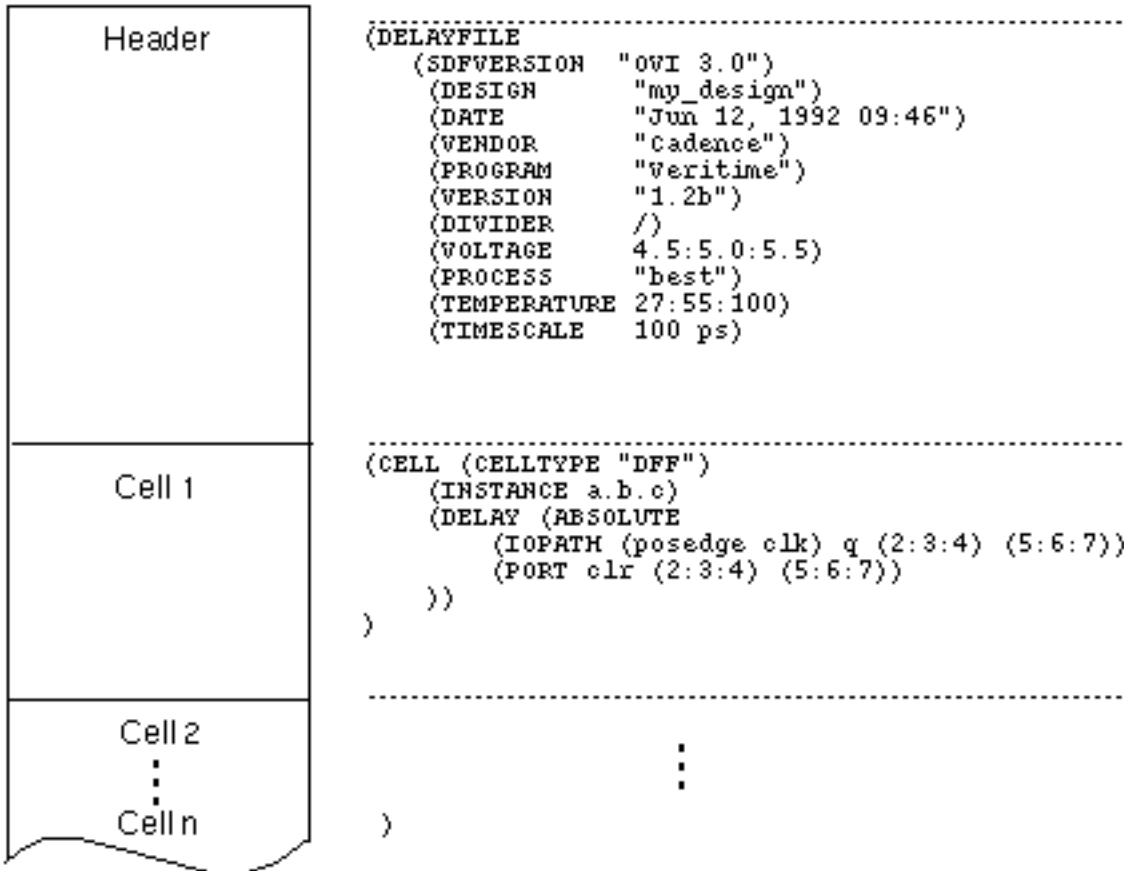 Header
(DELAYFILE
(SDFVERSION "OVI 3.0")
(DESIGN "my_design")
(DATE "Jun 12, 1992 09:46")
(VENDOR "Cadence")
(PROGRAM "Veritime")
(VERSION "1.2b")
(DIVIDER /)
(VOLTAGE 4.5:5.0:5.5)
(PROCESS "best")
(TEMPERATURE 27:55:100)
(TIMESCALE 100 ps)
Cell 1
(CELL (CELLTYPE "DFF")
(INSTANCE a.b.c)
(DELAY (ABSOLUTE
(IOPATH (posedge clk) q (2:3:4) (5:6:7))
(PORT clr (2:3:4) (5:6:7))
))
)
Cell 2
Cell n
)